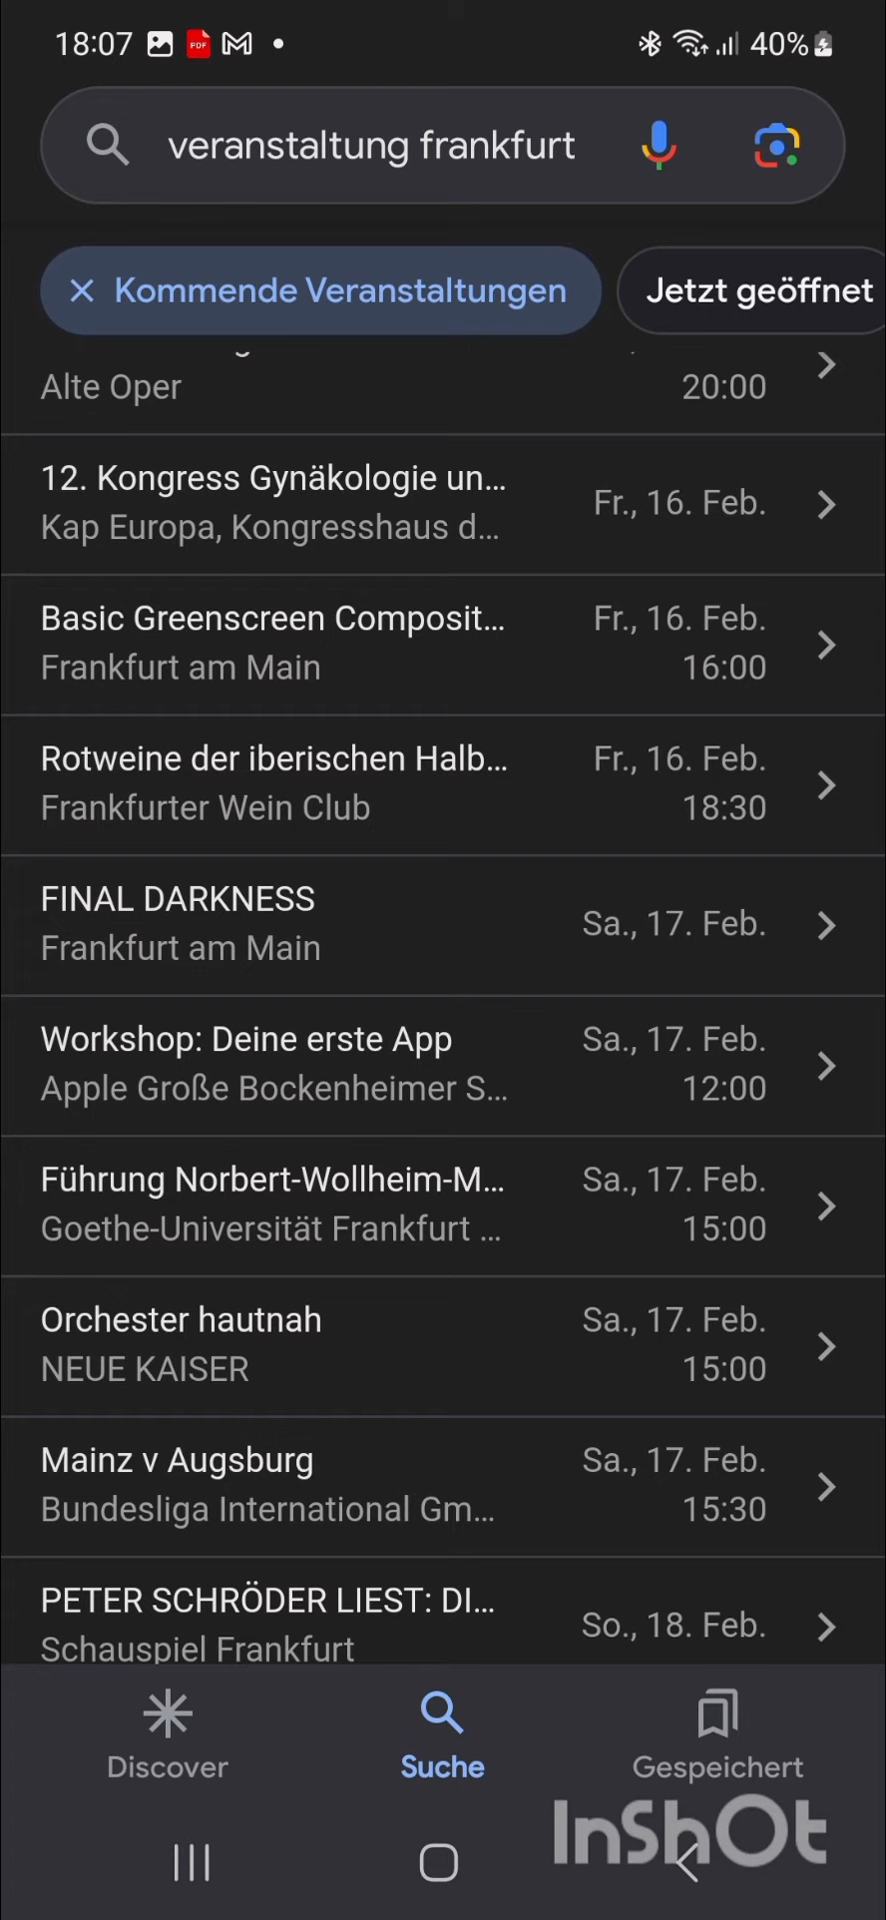 18:07
PDF
40%
veranstaltung frankfurt
Kommende Veranstaltungen
Jetzt geöffnet
Alte Oper
20:00
12. Kongress Gynäkologie un...
Kap Europa, Kongresshaus d...
Fr., 16. Feb.
Basic Greenscreen Composit...
Frankfurt am Main
Fr., 16. Feb.
16:00
Rotweine der iberischen Halb...
Frankfurter Wein Club
Fr., 16. Feb.
18:30
FINAL DARKNESS
Frankfurt am Main
Sa., 17. Feb.
Workshop: Deine erste App
Apple Große Bockenheimer S...
Sa., 17. Feb.
12:00
Führung Norbert-Wollheim-M...
Goethe-Universität Frankfurt ...
Sa., 17. Feb.
15:00
Orchester hautnah
NEUE KAISER
Sa., 17. Feb.
15:00
Mainz v Augsburg
Bundesliga International Gm...
Sa., 17. Feb.
15:30
PETER SCHRÖDER LIEST: DI...
Schauspiel Frankfurt
So., 18. Feb.
Discover
Suche
Gespeichert
InShOt